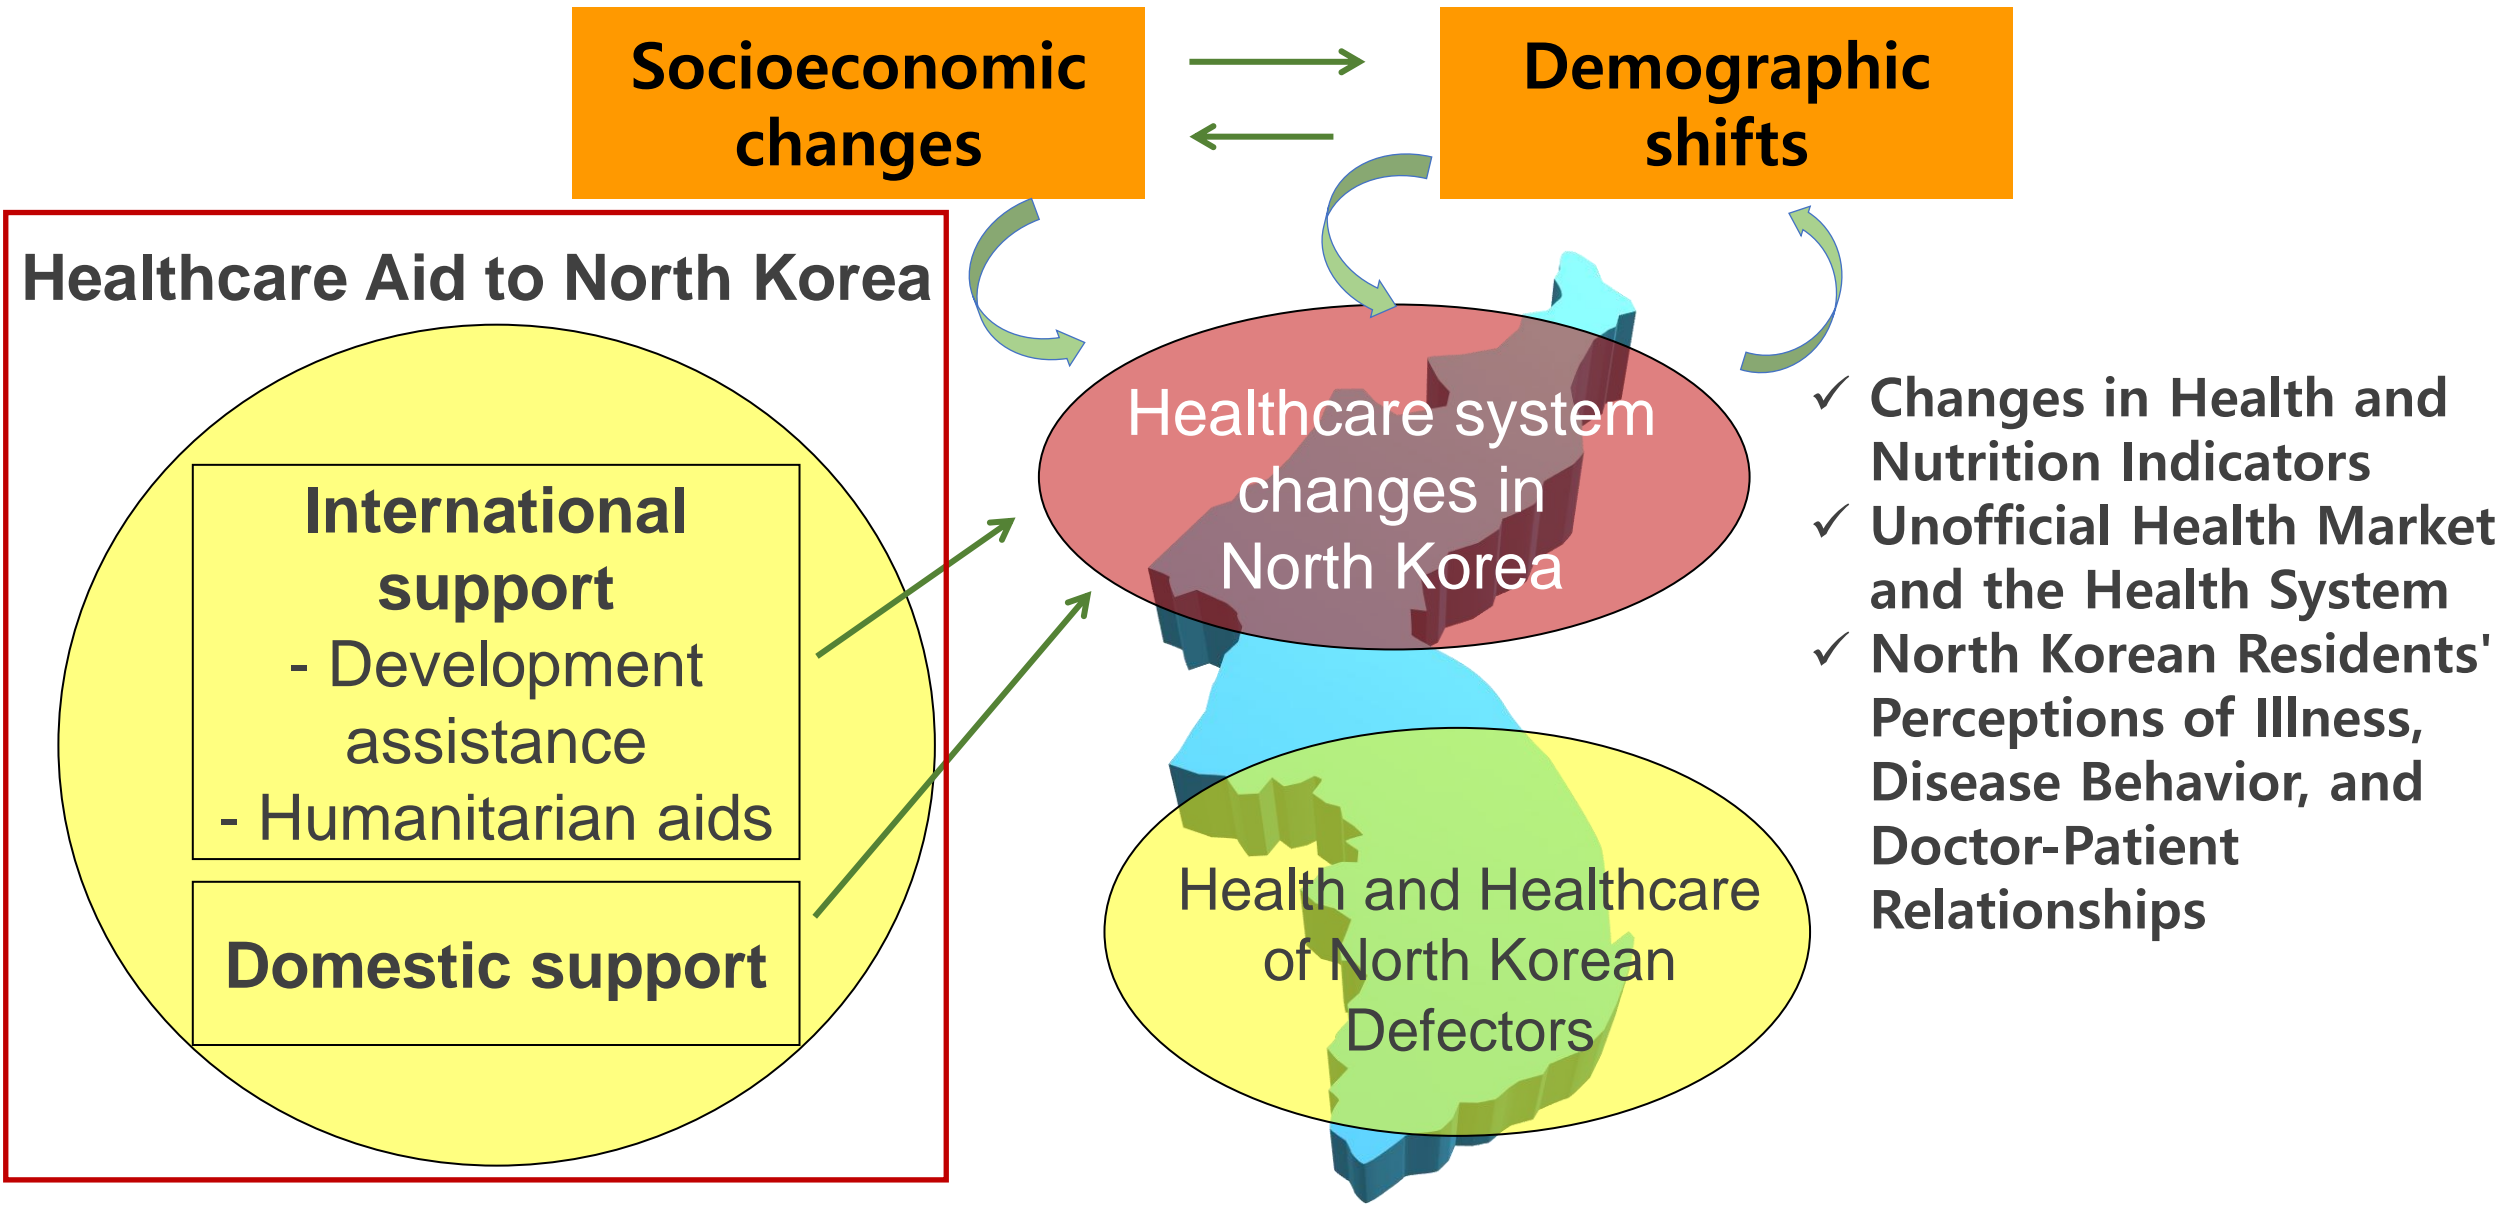 Socioeconomic
changes
Demographic
shifts
Healthcare Aid to North Korea
International
support
- Development
assistance
- Humanitarian aids
Domestic support
Healthcare system
changes in
North Korea
Health and Healthcare
of North Korean
Defectors
✓ Changes in Health and
Nutrition Indicators
✓ Unofficial Health Market
and the Health System
✓ North Korean Residents'
Perceptions of Illness,
Disease Behavior, and
Doctor-Patient
Relationships